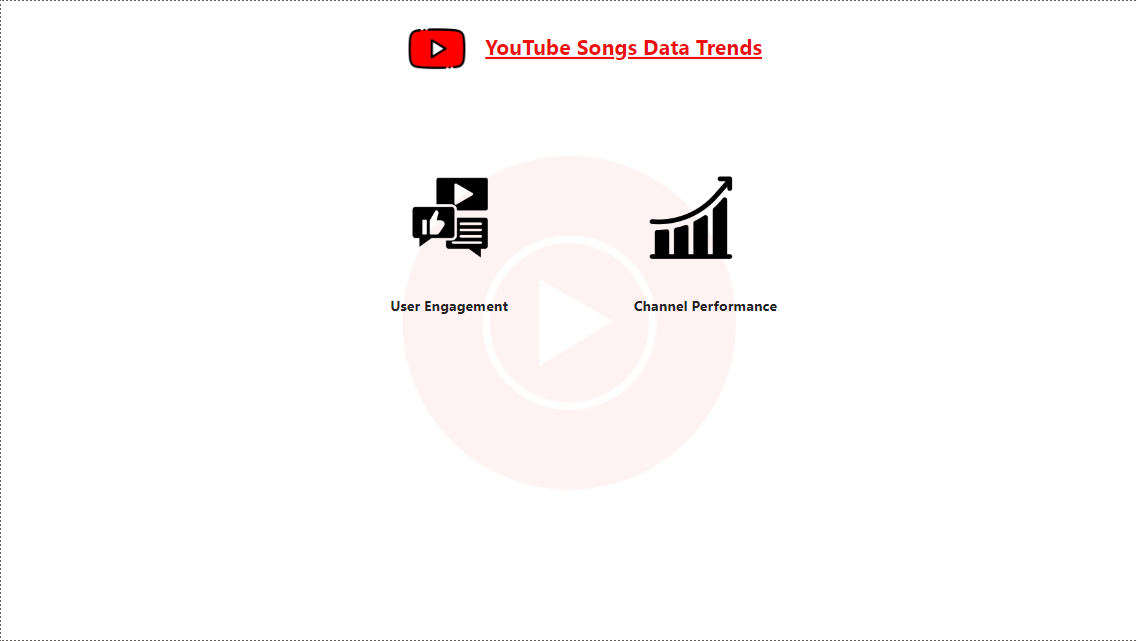 YouTube Songs Data Trends
User Engagement
Channel Performance